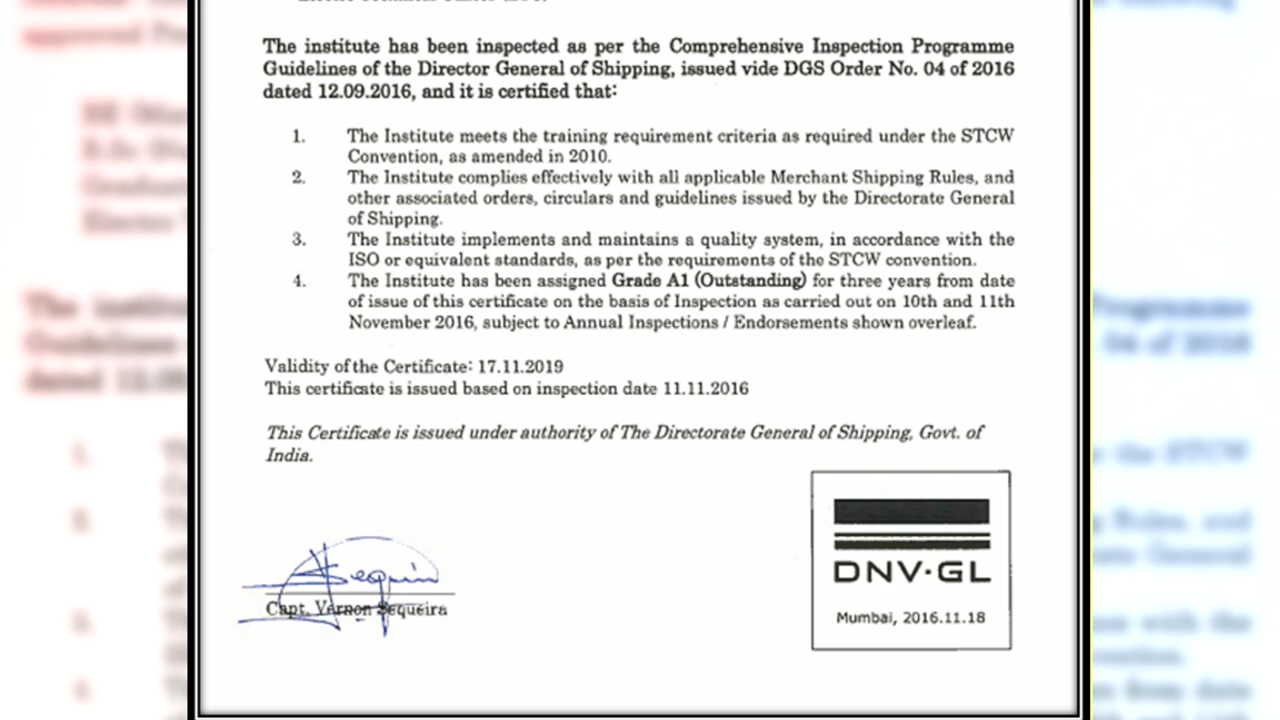 The institute has been inspected as per the Comprehensive Inspection Programme
Guidelines of the Director General of Shipping, issued vide DGS Order No. 04 of 2016
dated 12.09.2016, and it is certified that:
1. The Institute meets the training requirement criteria as required under the STCW
Convention, as amended in 2010.
2. The Institute complies effectively with all applicable Merchant Shipping Rules, and
other associated orders, circulars and guidelines issued by the Directorate General
of Shipping.
3. The Institute implements and maintains a quality system, in accordance with the
ISO or equivalent standards, as per the requirements of the STCW convention.
4. The Institute has been assigned Grade A1 (Outstanding) for three years from date
of issue of this certificate on the basis of Inspection as carried out on 10th and 11th
November 2016, subject to Annual Inspections / Endorsements shown overleaf.
Validity of the Certificate: 17.11.2019
This certificate is issued based on inspection date 11.11.2016
This Certificate is issued under authority of The Directorate General of Shipping, Govt. of
India.
Sequin
Capt. Vernon Sequeira
DNV·GL
Mumbai, 2016.11.18